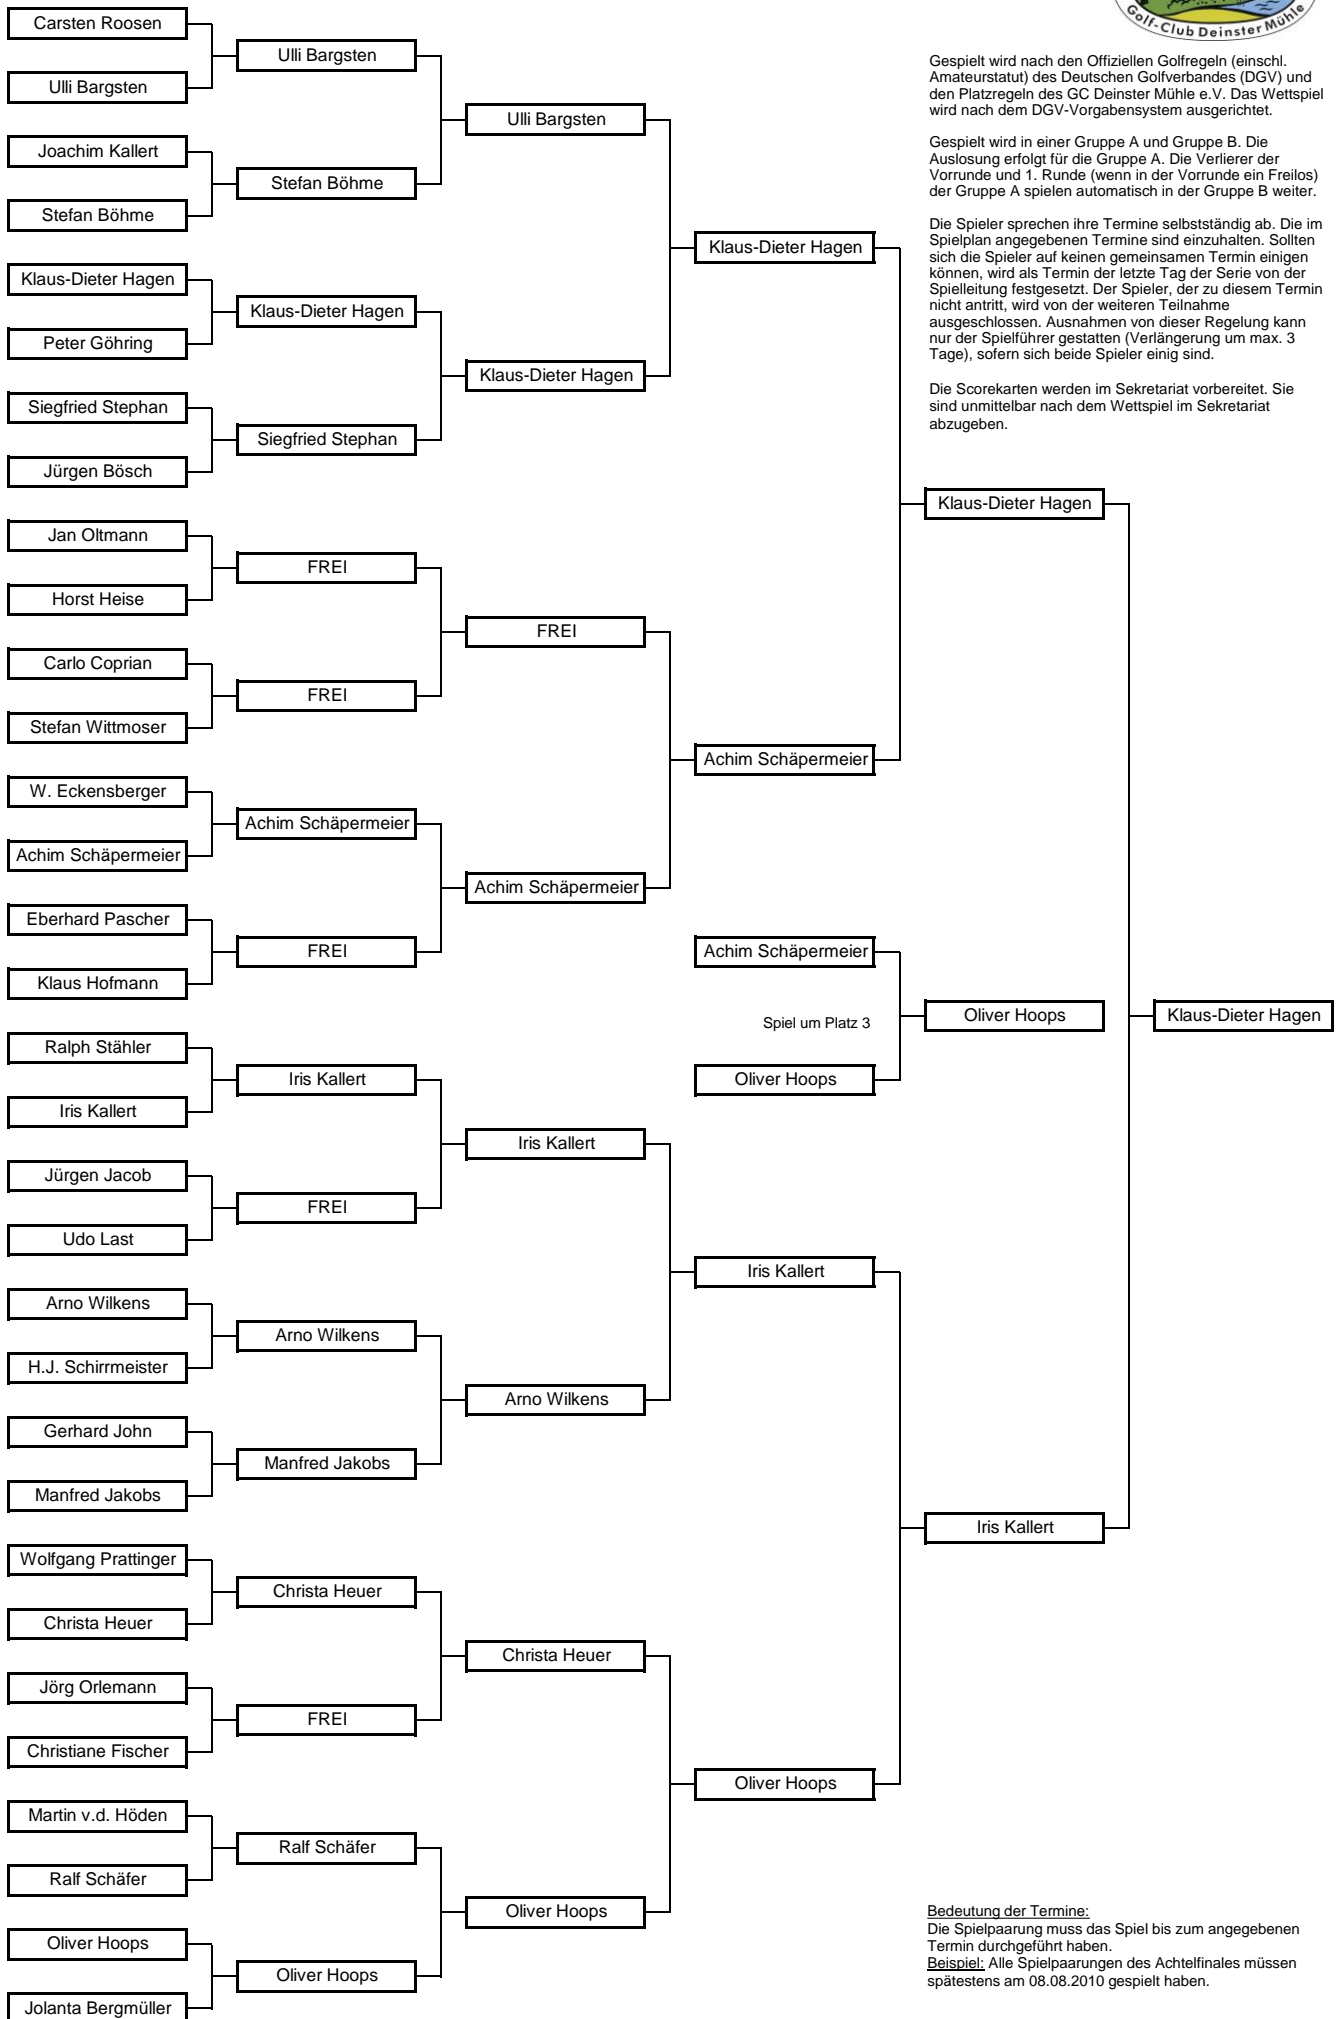 Golf-Club Deinster Mühle
Gespielt wird nach den Offiziellen Golfregeln (einschl.
Amateurstatut) des Deutschen Golfverbandes (DGV) und
den Platzregeln des GC Deinster Mühle e.V. Das Wettspiel
wird nach dem DGV-Vorgabensystem ausgerichtet.
Gespielt wird in einer Gruppe A und Gruppe B. Die
Auslosung erfolgt für die Gruppe A. Die Verlierer der
Vorrunde und 1. Runde (wenn in der Vorrunde ein Freilos)
der Gruppe A spielen automatisch in der Gruppe B weiter.
Die Spieler sprechen ihre Termine selbstständig ab. Die im
Spielplan angegebenen Termine sind einzuhalten. Sollten
sich die Spieler auf keinen gemeinsamen Termin einigen
können, wird als Termin der letzte Tag der Serie von der
Spielleitung festgesetzt. Der Spieler, der zu diesem Termin
nicht antritt, wird von der weiteren Teilnahme
ausgeschlossen. Ausnahmen von dieser Regelung kann
nur der Spielführer gestatten (Verlängerung um max. 3
Tage), sofern sich beide Spieler einig sind.
Die Scorekarten werden im Sekretariat vorbereitet. Sie
sind unmittelbar nach dem Wettspiel im Sekretariat
abzugeben.
Carsten Roosen
Ulli Bargsten
Joachim Kallert
Stefan Böhme
Klaus-Dieter Hagen
Peter Göhring
Siegfried Stephan
Jürgen Bösch
Jan Oltmann
Horst Heise
Carlo Coprian
Stefan Wittmoser
W. Eckensberger
Achim Schäpermeier
Eberhard Pascher
Klaus Hofmann
Ralph Stähler
Iris Kallert
Jürgen Jacob
Udo Last
Arno Wilkens
H.J. Schirrmeister
Gerhard John
Manfred Jakobs
Wolfgang Prattinger
Christa Heuer
Jörg Orlemann
Christiane Fischer
Martin v.d. Höden
Ralf Schäfer
Oliver Hoops
Jolanta Bergmüller
Ulli Bargsten
Stefan Böhme
Klaus-Dieter Hagen
Siegfried Stephan
FREI
FREI
Achim Schäpermeier
FREI
Iris Kallert
FREI
Arno Wilkens
Manfred Jakobs
Christa Heuer
FREI
Ralf Schäfer
Oliver Hoops
Ulli Bargsten
Klaus-Dieter Hagen
FREI
Achim Schäpermeier
Iris Kallert
Arno Wilkens
Christa Heuer
Oliver Hoops
Klaus-Dieter Hagen
Achim Schäpermeier
Achim Schäpermeier
Spiel um Platz 3
Oliver Hoops
Iris Kallert
Oliver Hoops
Klaus-Dieter Hagen
Oliver Hoops
Iris Kallert
Klaus-Dieter Hagen
Bedeutung der Termine:
Die Spielpaarung muss das Spiel bis zum angegebenen
Termin durchgeführt haben.
Beispiel: Alle Spielpaarungen des Achtelfinales müssen
spätestens am 08.08.2010 gespielt haben.